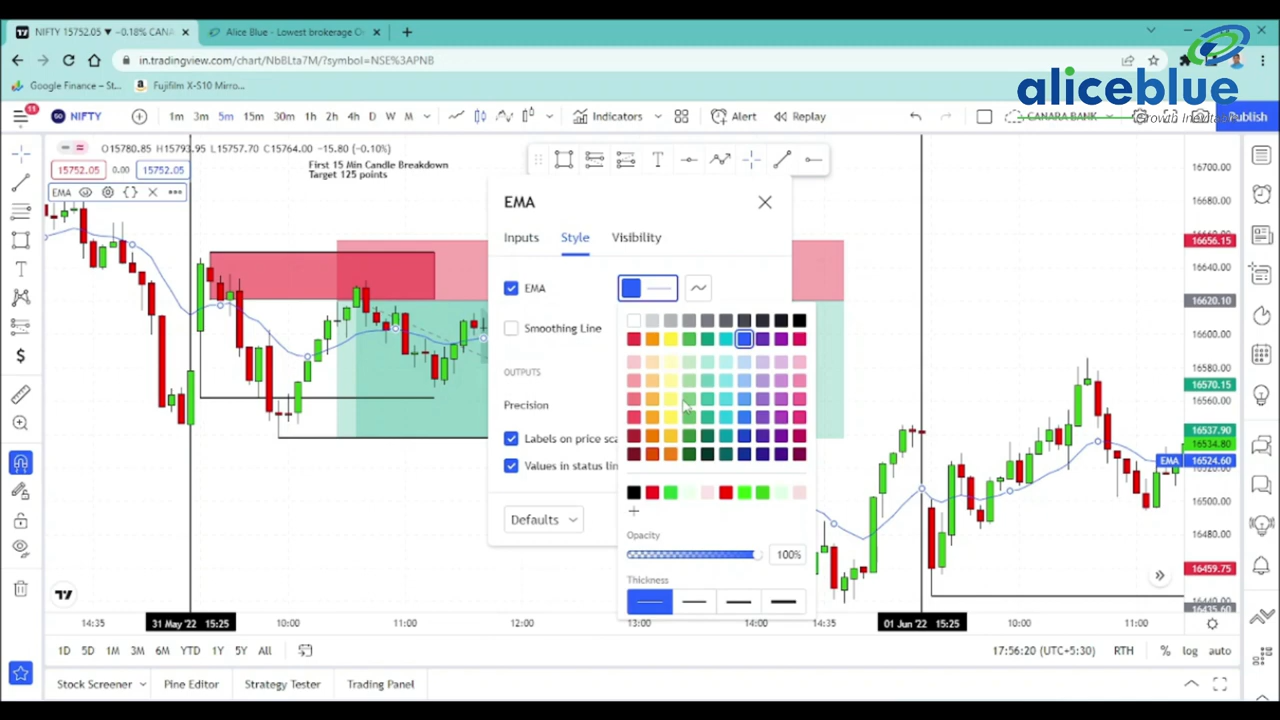 NIFTY 15752.05 ▼ −0.18% CANA
Alice Blue - Lowest brokerage O
in.tradingview.com/chart/NbBLta7M/?symbol=NSE%3APNB
Google Finance – St...
Fujifilm X-S10 Mirro...
aliceblue
11
NIFTY
1m 3m 5m 15m 30m 1h 2h 4h D W M
Indicators
Alert
Replay
CANARA BANK
Publish
O15780.85 H15793.95 L15757.70 C15764.00 −15.80 (−0.10%)
15752.05 0.00 15752.05
EMA
First 15 Min Candle Breakdown
Target 125 points
EMA
Inputs Style Visibility
EMA
Smoothing Line
OUTPUTS
Precision
Labels on price sca
Values in status lin
Defaults
Opacity
100%
Thickness
16700.00
16680.00
16656.15
16640.00
16620.10
16600.00
16580.00
16570.15
16560.00
16537.90
16534.80
EMA 16524.60
16500.00
16480.00
16459.75
16435.60
14:35 31 May '22 15:25 10:00 11:00 12:00 13:00 14:00 14:35 01 Jun '22 15:25 10:00 11:00
1D 5D 1M 3M 6M YTD 1Y 5Y All
17:56:20 (UTC+5:30) RTH % log auto
Stock Screener Pine Editor Strategy Tester Trading Panel